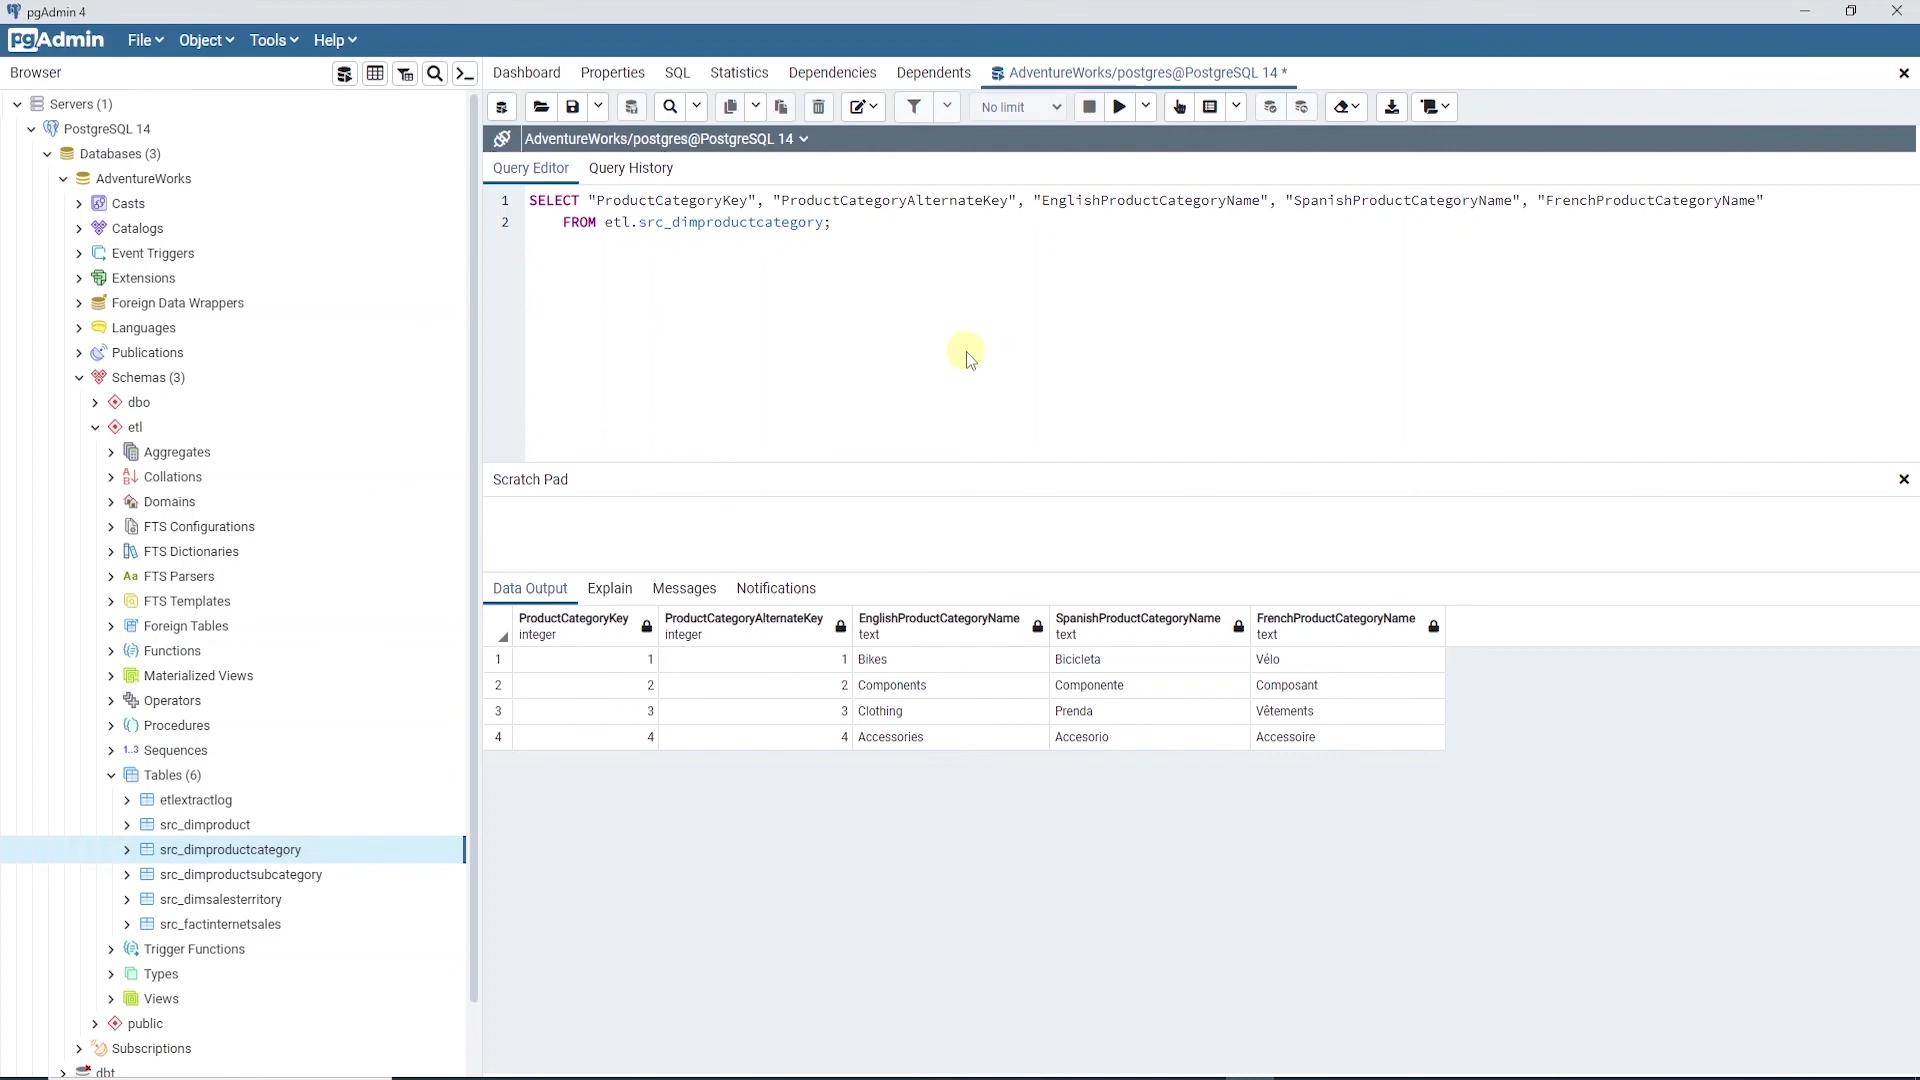 pgAdmin 4
pgAdmin File Object Tools Help
Browser
Dashboard Properties SQL Statistics Dependencies Dependents AdventureWorks/postgres@PostgreSQL 14 *
No limit
AdventureWorks/postgres@PostgreSQL 14
Query Editor Query History
1 SELECT "ProductCategoryKey", "ProductCategoryAlternateKey", "EnglishProductCategoryName", "SpanishProductCategoryName", "FrenchProductCategoryName"
2 FROM etl.src_dimproductcategory;
Scratch Pad
Data Output Explain Messages Notifications
ProductCategoryKey ProductCategoryAlternateKey EnglishProductCategoryName SpanishProductCategoryName FrenchProductCategoryName
integer integer text text text
1 1 1 Bikes Bicicleta Vélo
2 2 2 Components Componente Composant
3 3 3 Clothing Prenda Vêtements
4 4 4 Accessories Accesorio Accessoire
Servers (1)
PostgreSQL 14
Databases (3)
AdventureWorks
Casts
Catalogs
Event Triggers
Extensions
Foreign Data Wrappers
Languages
Publications
Schemas (3)
dbo
etl
Aggregates
Collations
Domains
FTS Configurations
FTS Dictionaries
Aa FTS Parsers
FTS Templates
Foreign Tables
Functions
Materialized Views
Operators
Procedures
1..3 Sequences
Tables (6)
etlextractlog
src_dimproduct
src_dimproductcategory
src_dimproductsubcategory
src_dimsalesterritory
src_factinternetsales
Trigger Functions
Types
Views
public
Subscriptions
dbt